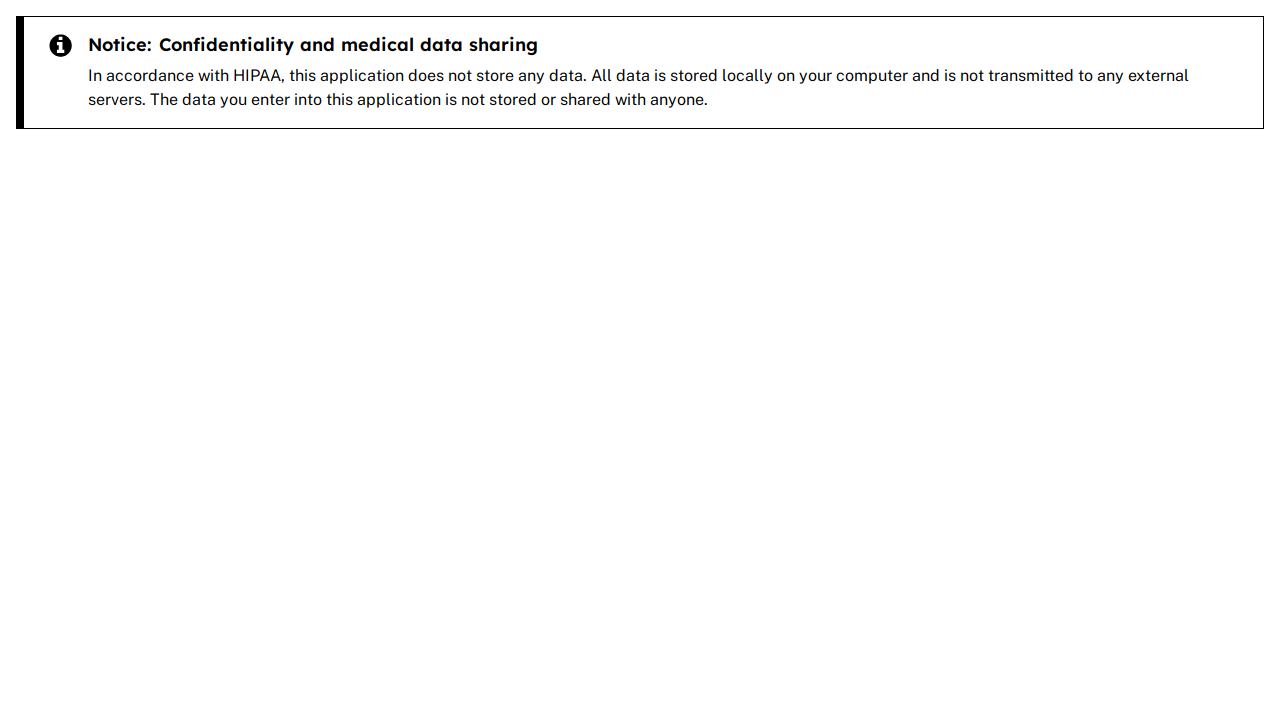 Notice: Confidentiality and medical data sharing
In accordance with HIPAA, this application does not store any data. All data is stored locally on your computer and is not transmitted to any external
servers. The data you enter into this application is not stored or shared with anyone.